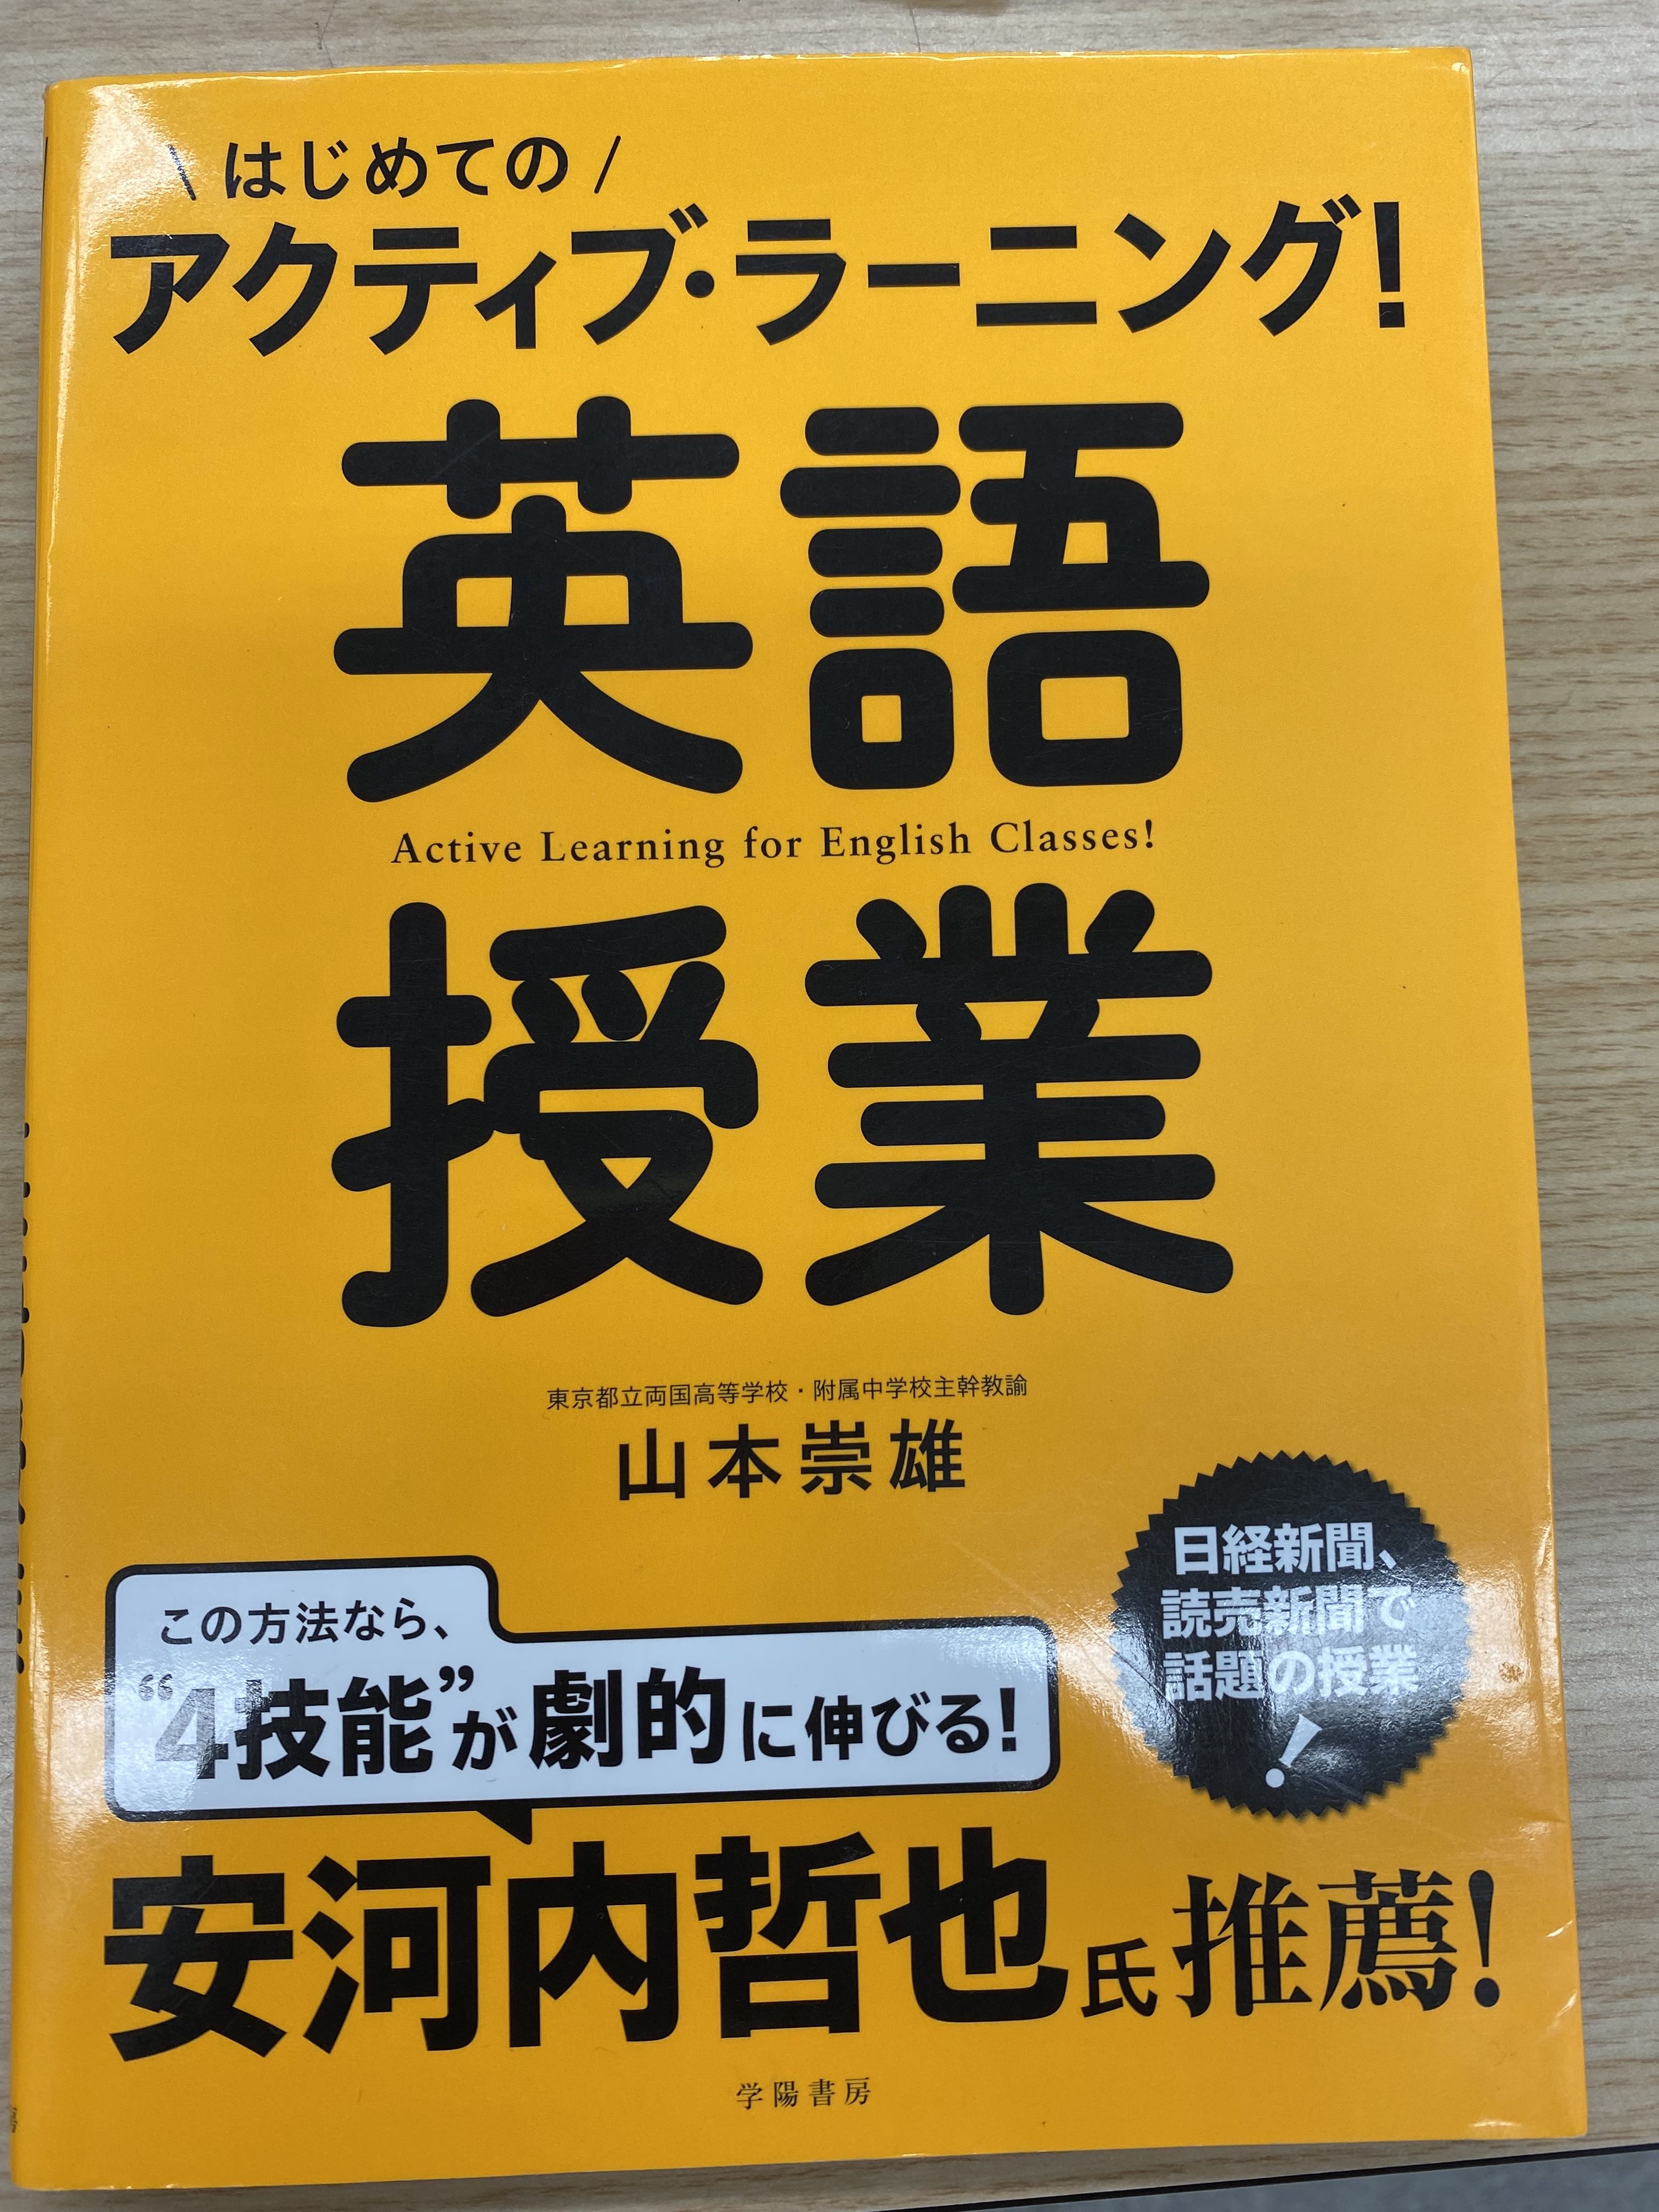 \ はじめての /
アクティブ・ラーニング!
英語
Active Learning for English Classes!
授業
東京都立両国高等学校・附属中学校主幹教諭
山本崇雄
日経新聞、
読売新聞で
話題の授業
!
この方法なら、
“4技能”が劇的に伸びる!
安河内哲也氏推薦!
学陽書房